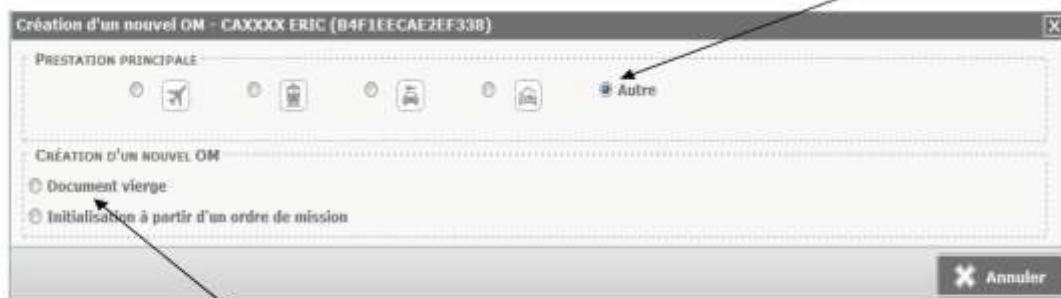 Création d'un nouvel OM - CAXXXX ERIC (B4F1EECAE2EF338)
PRESTATION PRINCIPALE
Autre
CRÉATION D'UN NOUVEL OM
Document vierge
Initialisation à partir d'un ordre de mission
Annuler